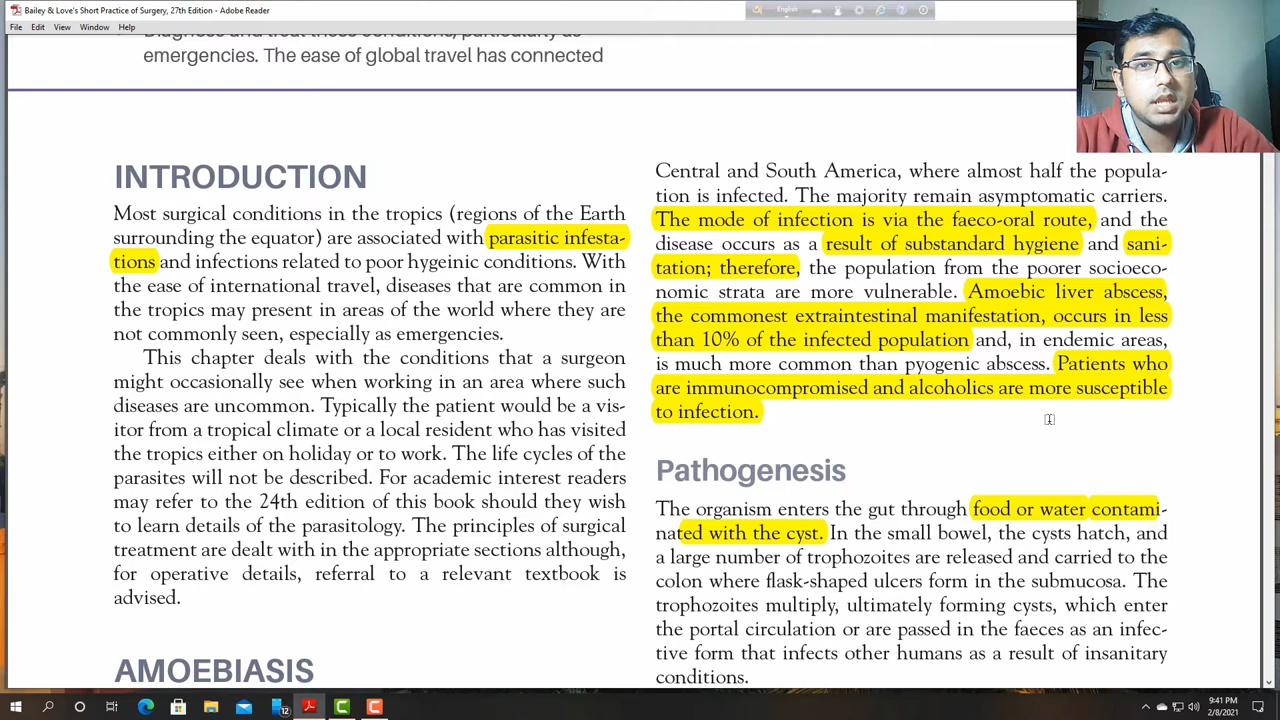 Bailey & Love's Short Practice of Surgery, 27th Edition - Adobe Reader
File Edit View Window Help
English
emergencies. The ease of global travel has connected
INTRODUCTION
Most surgical conditions in the tropics (regions of the Earth
surrounding the equator) are associated with parasitic infesta-
tions and infections related to poor hygeinic conditions. With
the ease of international travel, diseases that are common in
the tropics may present in areas of the world where they are
not commonly seen, especially as emergencies.
This chapter deals with the conditions that a surgeon
might occasionally see when working in an area where such
diseases are uncommon. Typically the patient would be a vis-
itor from a tropical climate or a local resident who has visited
the tropics either on holiday or to work. The life cycles of the
parasites will not be described. For academic interest readers
may refer to the 24th edition of this book should they wish
to learn details of the parasitology. The principles of surgical
treatment are dealt with in the appropriate sections although,
for operative details, referral to a relevant textbook is
advised.
AMOEBIASIS
Central and South America, where almost half the popula-
tion is infected. The majority remain asymptomatic carriers.
The mode of infection is via the faeco-oral route, and the
disease occurs as a result of substandard hygiene and sani-
tation; therefore, the population from the poorer socioeco-
nomic strata are more vulnerable. Amoebic liver abscess,
the commonest extraintestinal manifestation, occurs in less
than 10% of the infected population and, in endemic areas,
is much more common than pyogenic abscess. Patients who
are immunocompromised and alcoholics are more susceptible
to infection.
Pathogenesis
The organism enters the gut through food or water contami-
nated with the cyst. In the small bowel, the cysts hatch, and
a large number of trophozoites are released and carried to the
colon where flask-shaped ulcers form in the submucosa. The
trophozoites multiply, ultimately forming cysts, which enter
the portal circulation or are passed in the faeces as an infec-
tive form that infects other humans as a result of insanitary
conditions.
12
9:41 PM
2/8/2021